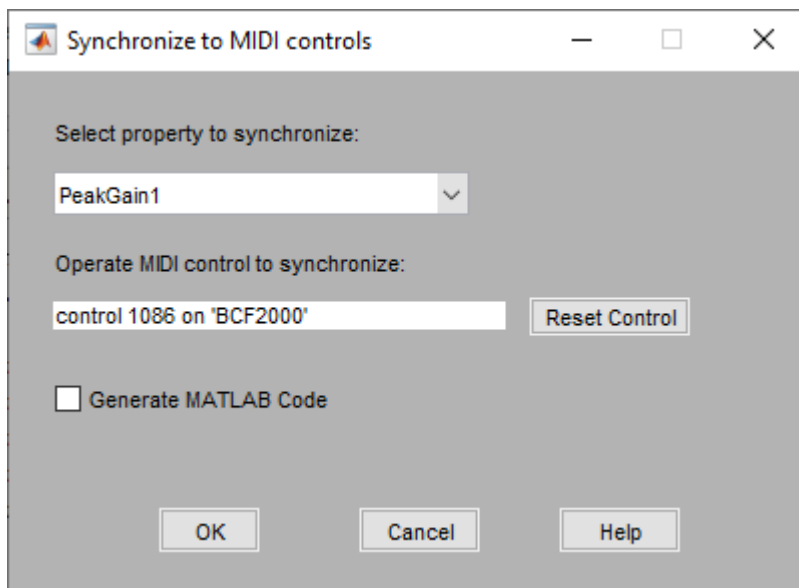 Synchronize to MIDI controls
Select property to synchronize:
PeakGain1
Operate MIDI control to synchronize:
control 1086 on 'BCF2000'
Reset Control
Generate MATLAB Code
OK
Cancel
Help